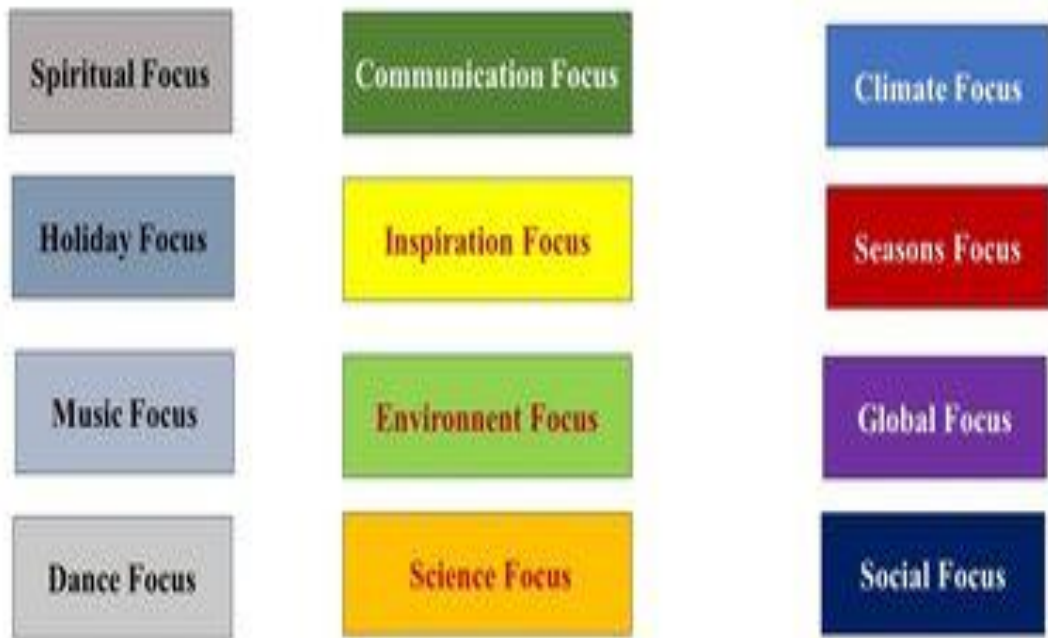 Spiritual Focus
Communication Focus
Climate Focus
Holiday Focus
Inspiration Focus
Seasons Focus
Music Focus
Environnent Focus
Global Focus
Dance Focus
Science Focus
Social Focus